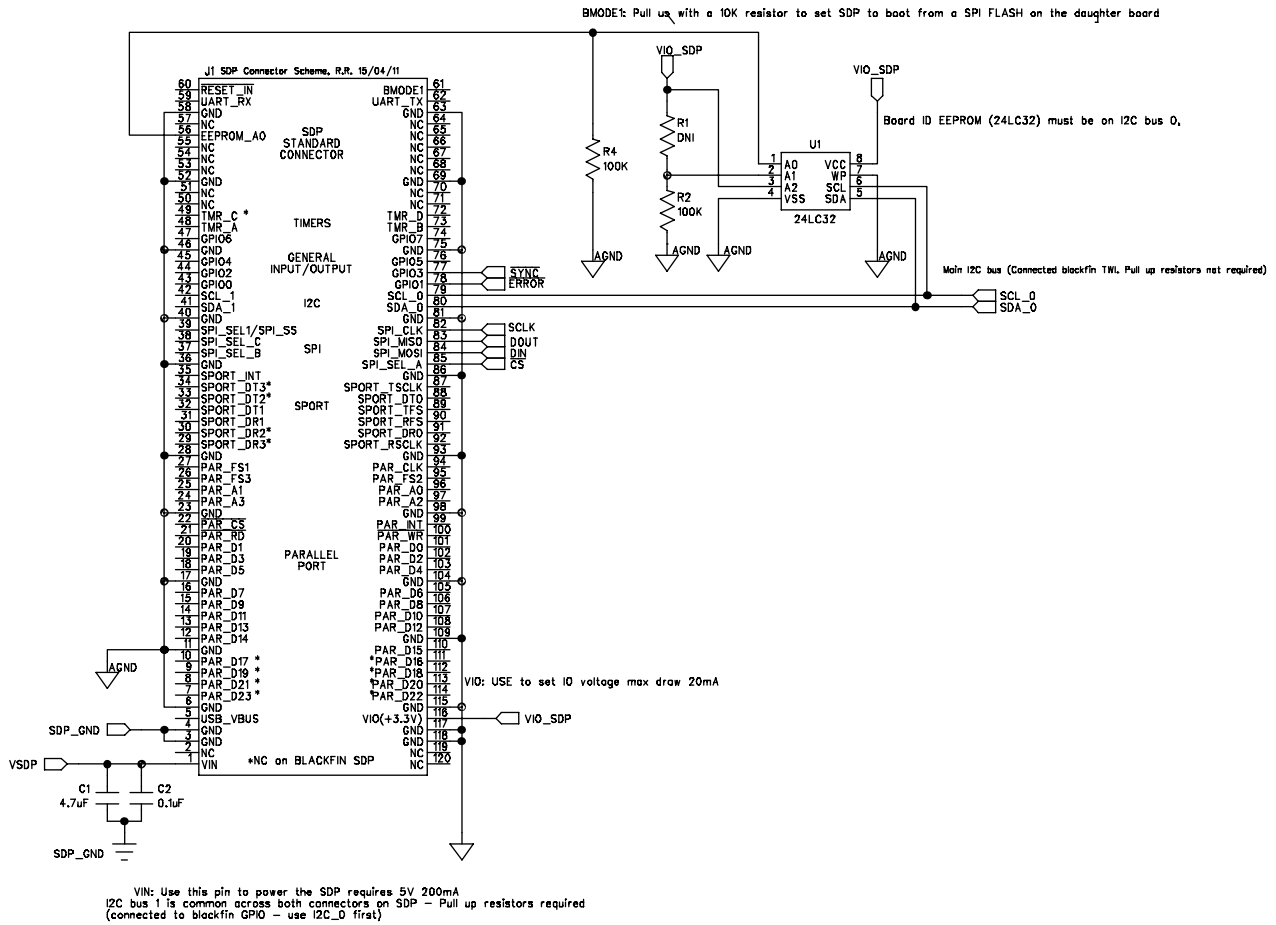 BMODE1: Pull us with a 10K resistor to set SDP to boot from a SPI FLASH on the daughter board
J1 SDP Connector Scheme. R.R. 15/04/11
60 RESET_IN BMODE1 61
59 UART_RX UART_TX 62
58 GND GND 63
57 NC NC 64
56 EEPROM_A0 NC 65
55 NC NC 66
54 NC NC 67
53 NC NC 68
52 GND GND 69
51 NC NC 70
50 NC NC 71
49 TMR_C * TMR_D 72
48 TMR_A TMR_B 73
47 GPIO6 GPIO7 74
46 GND GND 75
45 GPIO4 GPIO5 76
44 GPIO2 GPIO3 77 SYNC
43 GPIO0 GPIO1 78 ERROR
42 SCL_1 SCL_0 79
41 SDA_1 SDA_0 80
40 GND GND 81
39 SPI_SEL1/SPI_SS SPI_CLK 82 SCLK
38 SPI_SEL_C SPI_MISO 83 DOUT
37 SPI_SEL_B SPI_MOSI 84 DIN
36 GND SPI_SEL_A 85 CS
35 SPORT_INT GND 86
34 SPORT_DT3* SPORT_TSCLK 87
33 SPORT_DT2* SPORT_DT0 88
32 SPORT_DT1 SPORT_TFS 89
31 SPORT_DR1 SPORT_RFS 90
30 SPORT_DR2* SPORT_DR0 91
29 SPORT_DR3* SPORT_RSCLK 92
28 GND GND 93
27 PAR_FS1 PAR_CLK 94
26 PAR_FS3 PAR_FS2 95
25 PAR_A1 PAR_A0 96
24 PAR_A3 PAR_A2 97
23 GND GND 98
22 PAR_CS PAR_INT 99
21 PAR_RD PAR_WR 100
20 PAR_D1 PAR_D0 101
19 PAR_D3 PAR_D2 102
18 PAR_D5 PAR_D4 103
17 GND GND 104
16 PAR_D7 PAR_D6 105
15 PAR_D9 PAR_D8 106
14 PAR_D11 PAR_D10 107
13 PAR_D13 PAR_D12 108
12 PAR_D14 GND 109
11 GND PAR_D15 110
10 PAR_D17 * *PAR_D16 111
9 PAR_D19 * *PAR_D18 112
8 PAR_D21 * *PAR_D20 113
7 PAR_D23 * PAR_D22 114
6 GND GND 115
5 USB_VBUS VIO(+3.3V) 116 VIO_SDP
4 GND GND 117
3 GND GND 118
2 NC NC 119
1 VIN NC 120
SDP
STANDARD
CONNECTOR
TIMERS
GENERAL
INPUT/OUTPUT
I2C
SPI
SPORT
PARALLEL
PORT
*NC on BLACKFIN SDP
AGND
SDP_GND
VSDP
C1
4.7uF
C2
0.1uF
SDP_GND
VIO: USE to set IO voltage max draw 20mA
R4
100K
AGND
VIO_SDP
R1
DNI
R2
100K
AGND
AGND
VIO_SDP
Board ID EEPROM (24LC32) must be on I2C bus 0.
U1
1 A0 VCC 8
2 A1 WP 7
3 A2 SCL 6
4 VSS SDA 5
24LC32
AGND
Main I2C bus (Connected blackfin TWI. Pull up resistors not required)
SCL_0
SDA_0
VIN: Use this pin to power the SDP requires 5V 200mA
I2C bus 1 is common across both connectors on SDP – Pull up resistors required
(connected to blackfin GPIO – use I2C_0 first)